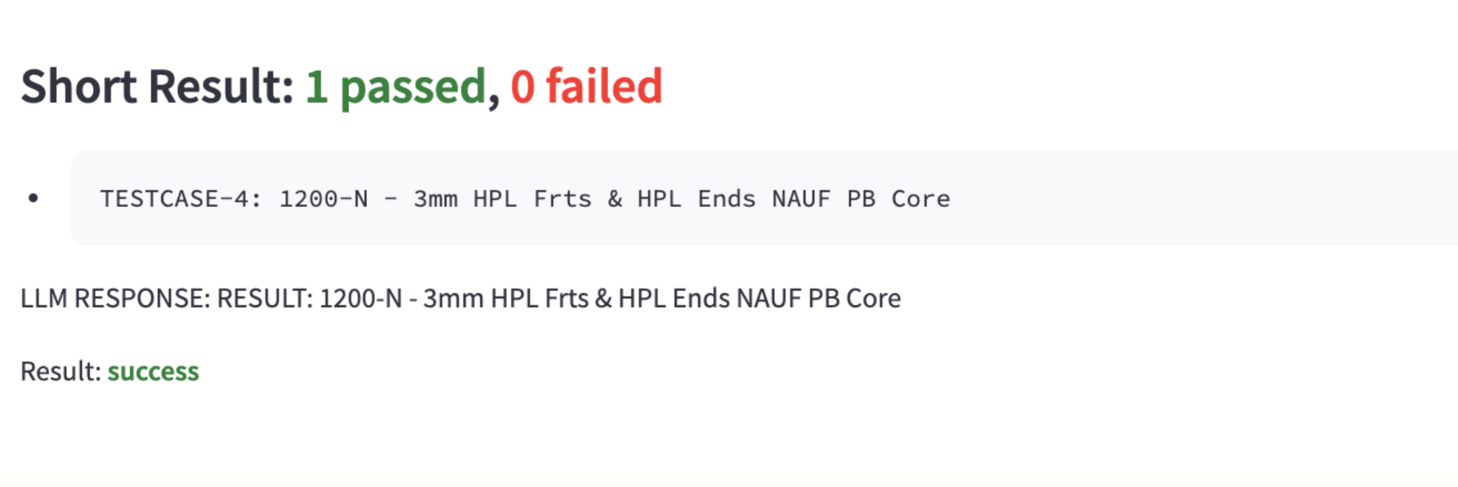 Short Result: 1 passed, 0 failed
TESTCASE-4: 1200-N - 3mm HPL Frts & HPL Ends NAUF PB Core
LLM RESPONSE: RESULT: 1200-N - 3mm HPL Frts & HPL Ends NAUF PB Core
Result: success